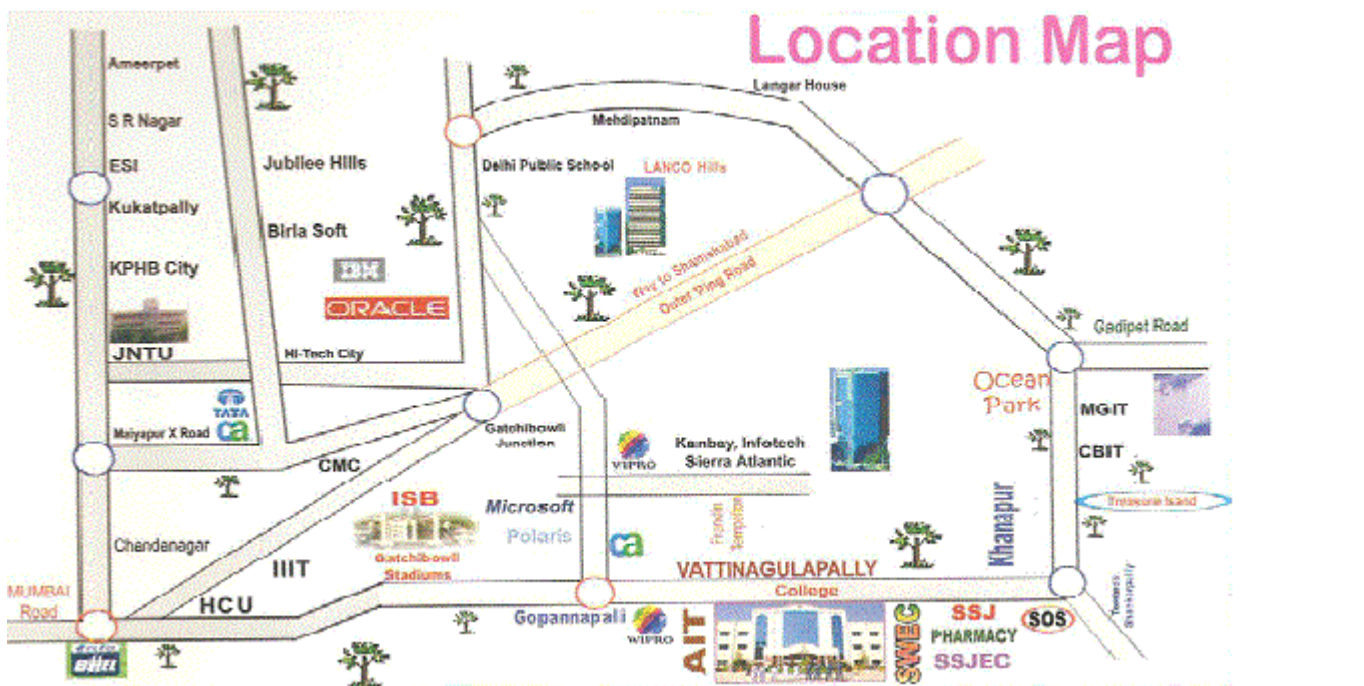 Location Map
Ameerpet
S R Nagar
ESI
Kukatpally
KPHB City
JNTU
Jubilee Hills
Birla Soft
IBM
ORACLE
Hi-Tech City
TATA
ca
Maiyapur X Road
CMC
Chandanagar
MUMBAI
Road
HCU
IIIT
ISB
Gatchibowli
Stadiums
BHEL
Langar House
Mehdipatnam
Delhi Public School
LANCO Hills
Way to Shamshabad
Outer Ring Road
Gatchibowli
Junction
WIPRO
Kanbay, Infotech
Sierra Atlantic
Microsoft
Polaris
ca
VATTINAGULAPALLY
College
Gopannapali
WIPRO
AIT
SWEC
SSJ
PHARMACY
SSJEC
SOS
Khanapur
Ocean
Park
Gadipet Road
MGIT
CBIT
Treasure Island
Towards